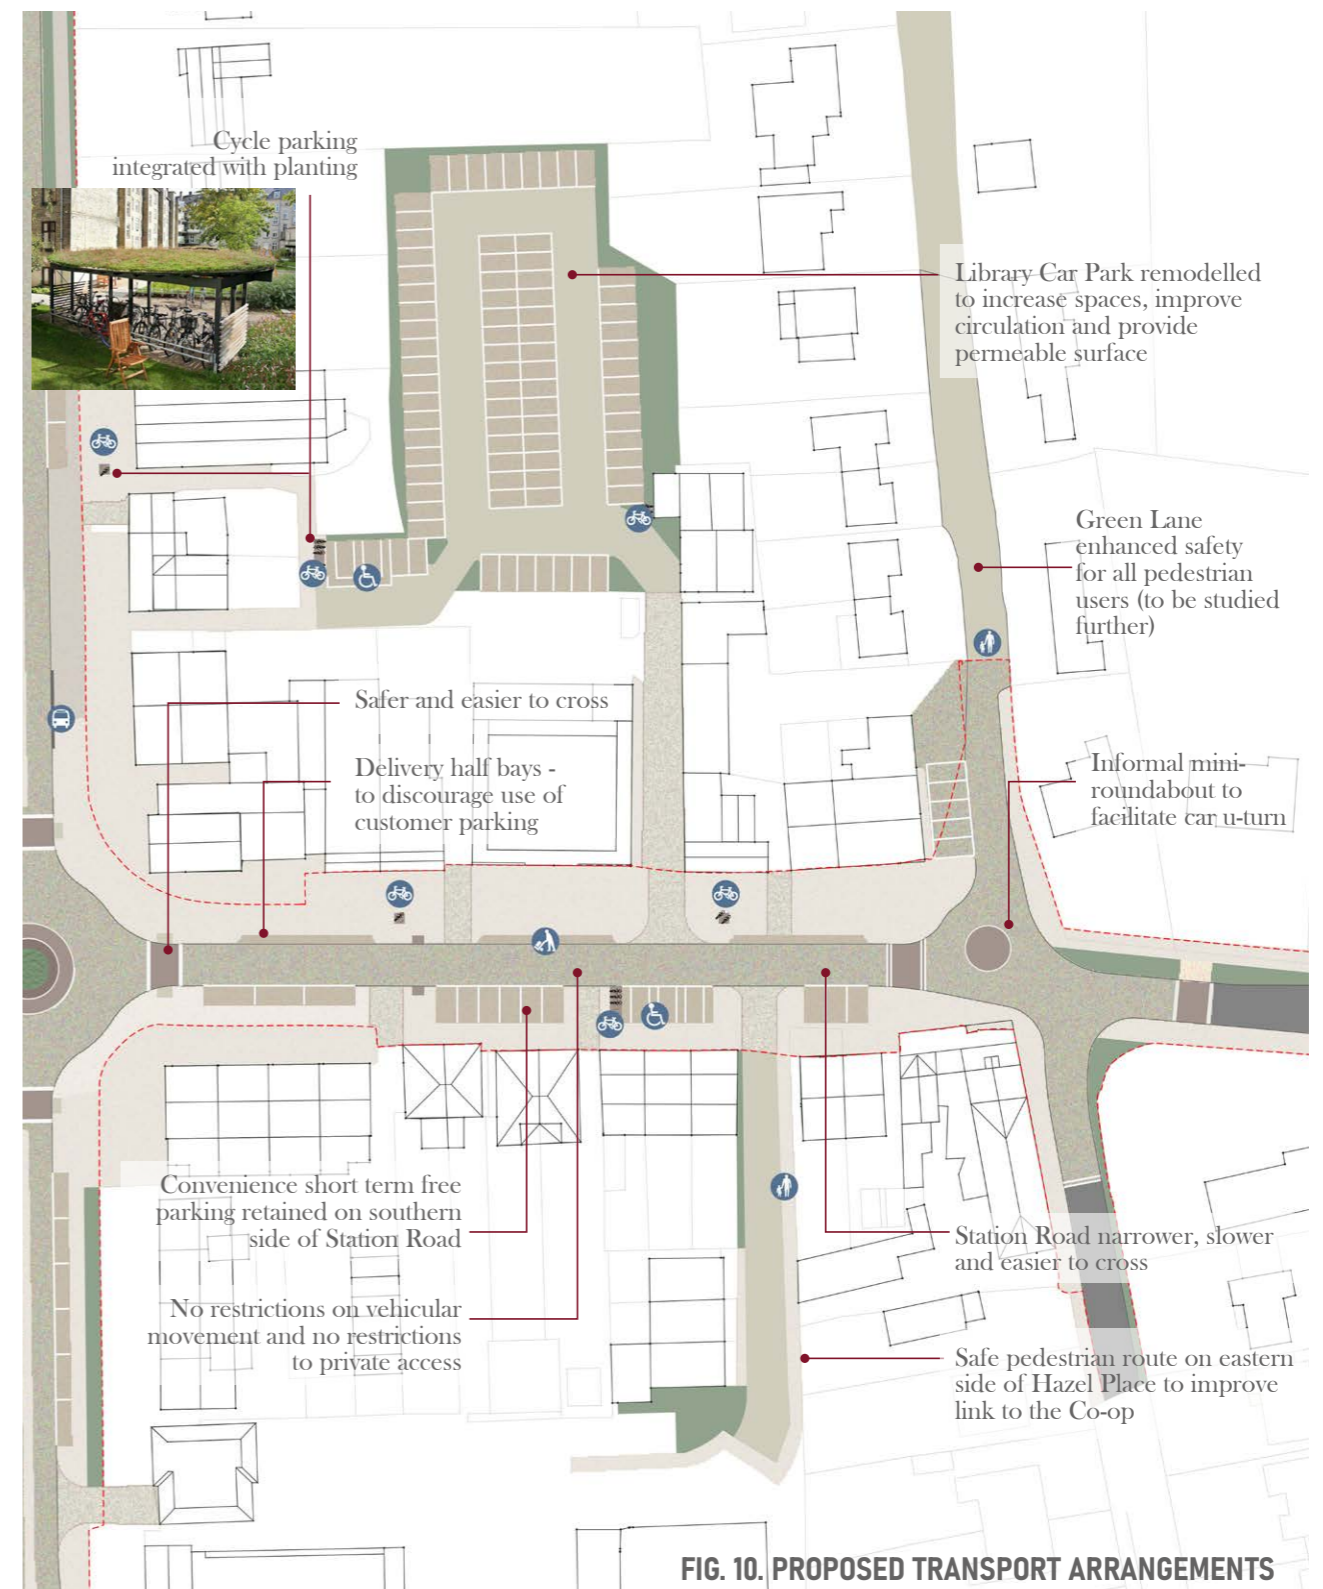 Cycle parking
integrated with planting
Library Car Park remodelled
to increase spaces, improve
circulation and provide
permeable surface
Green Lane
enhanced safety
for all pedestrian
users (to be studied
further)
Safer and easier to cross
Delivery half bays -
to discourage use of
customer parking
Informal mini-
roundabout to
facilitate car u-turn
Convenience short term free
parking retained on southern
side of Station Road
No restrictions on vehicular
movement and no restrictions
to private access
Station Road narrower, slower
and easier to cross
Safe pedestrian route on eastern
side of Hazel Place to improve
link to the Co-op
FIG. 10. PROPOSED TRANSPORT ARRANGEMENTS